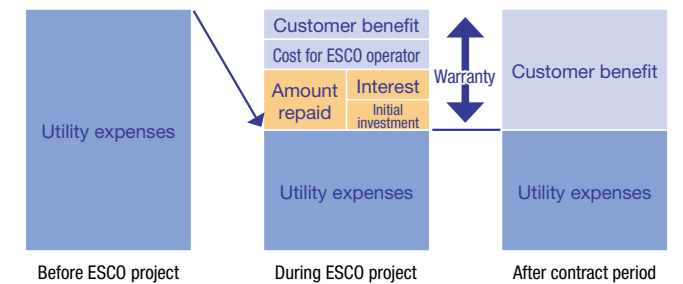 Utility expenses
Before ESCO project
Customer benefit
Cost for ESCO operator
Amount
repaid
Interest
Initial
investment
Utility expenses
During ESCO project
Warranty
Customer benefit
Utility expenses
After contract period